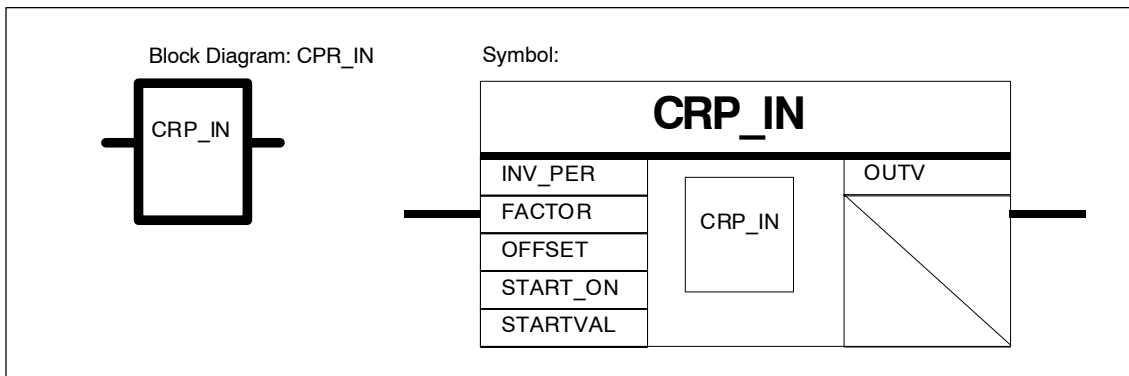 Block Diagram: CPR_IN
CRP_IN
Symbol:
CRP_IN
INV_PER
FACTOR
OFFSET
START_ON
STARTVAL
CRP_IN
OUTV